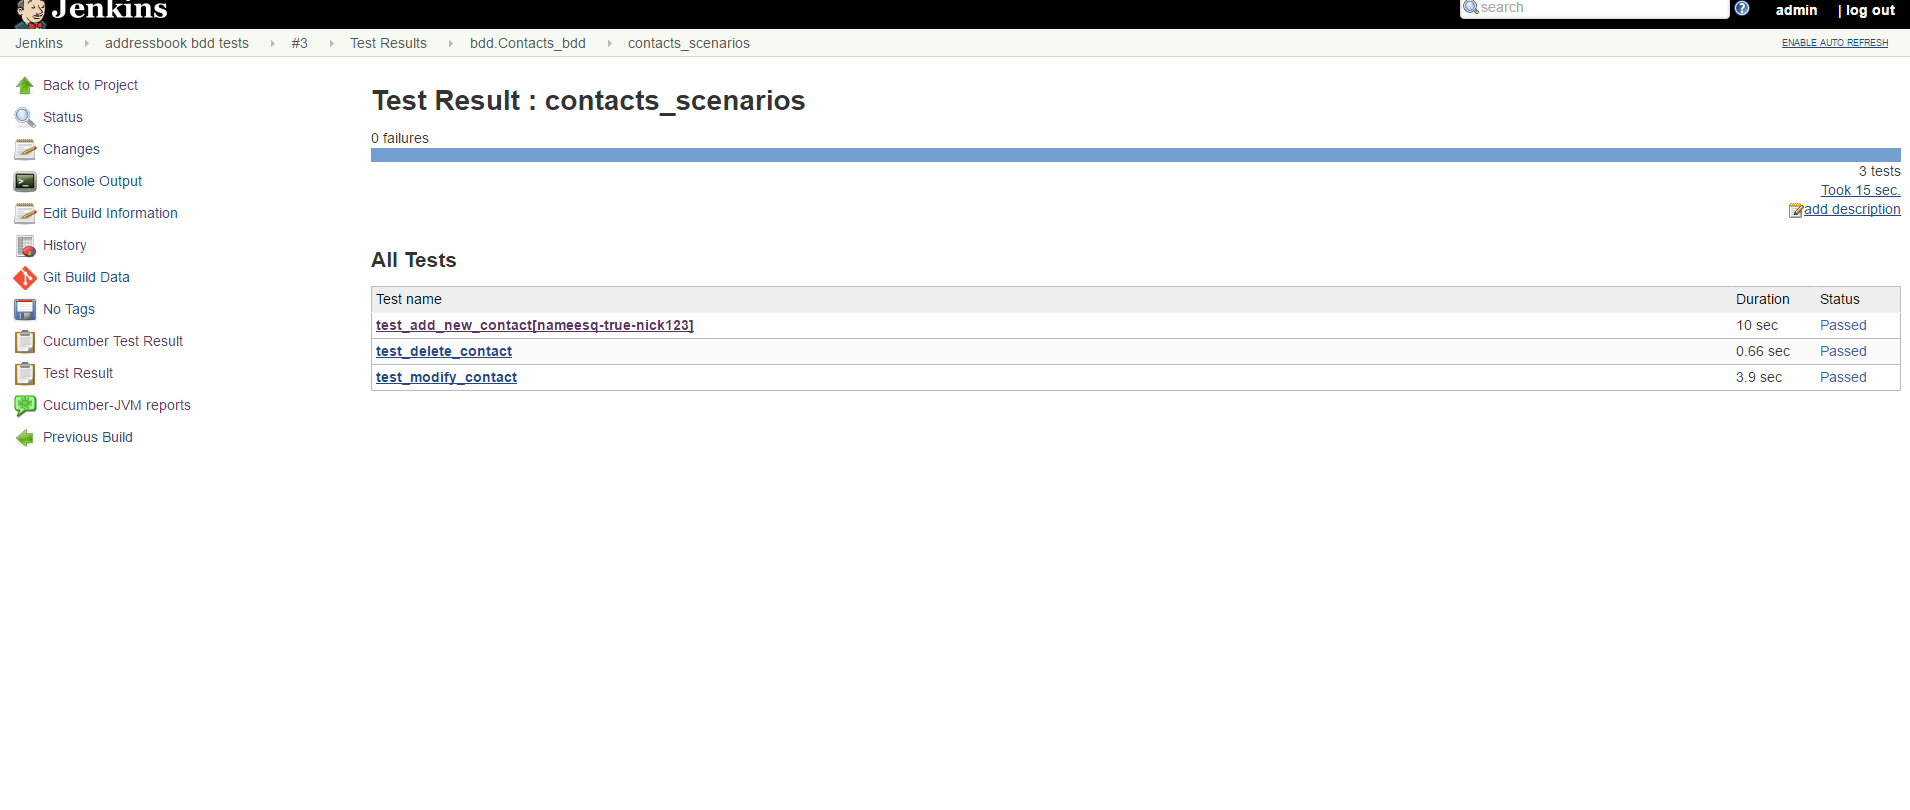 Jenkins
search
admin
| log out
Jenkins
addressbook bdd tests
#3
Test Results
bdd.Contacts_bdd
contacts_scenarios
ENABLE AUTO REFRESH
Back to Project
Status
Changes
Console Output
Edit Build Information
History
Git Build Data
No Tags
Cucumber Test Result
Test Result
Cucumber-JVM reports
Previous Build
Test Result : contacts_scenarios
0 failures
3 tests
Took 15 sec.
add description
All Tests
Test name Duration Status
test_add_new_contact[nameesq-true-nick123] 10 sec Passed
test_delete_contact 0.66 sec Passed
test_modify_contact 3.9 sec Passed